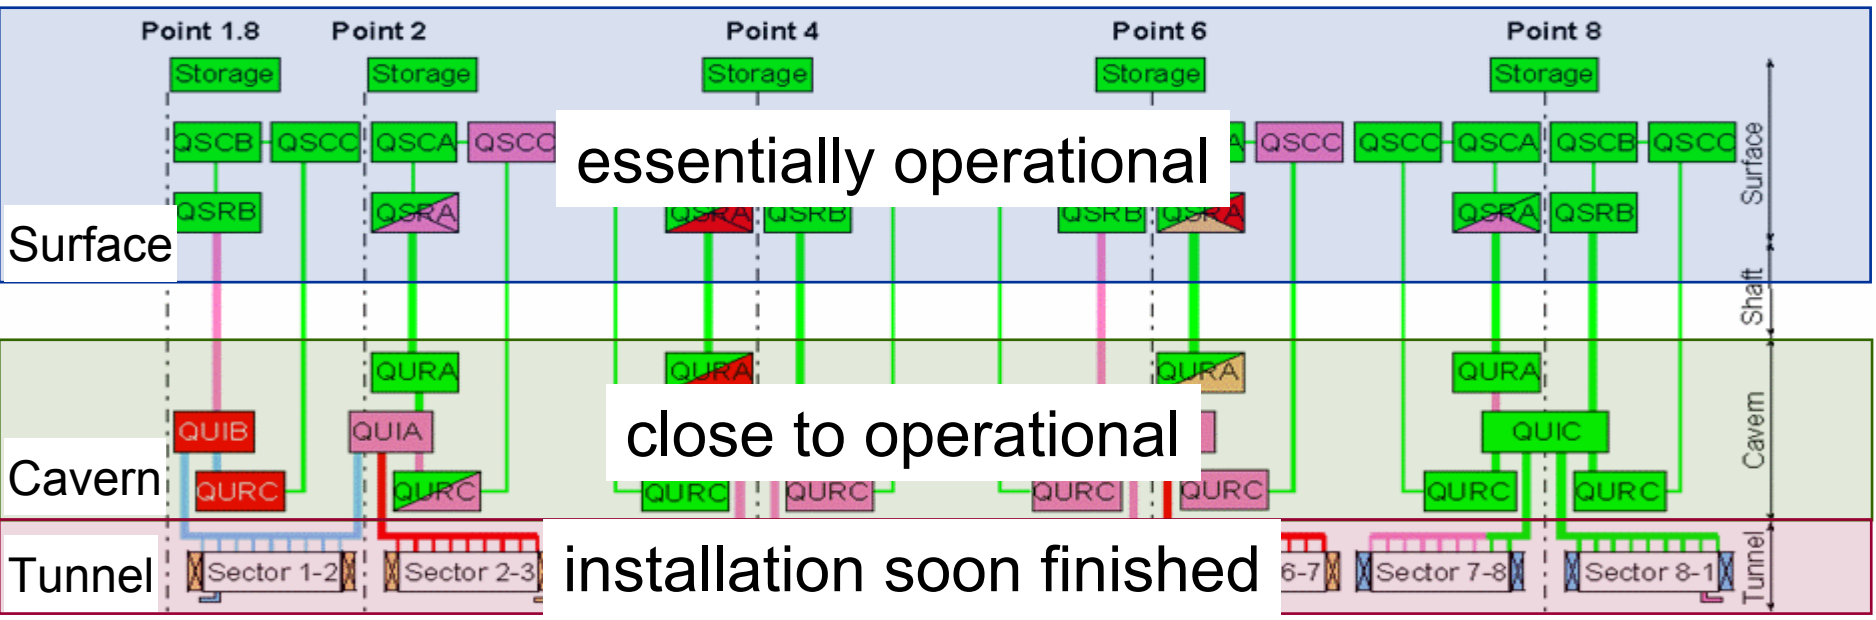 Point 1.8 Point 2 Point 4 Point 6 Point 8
Storage Storage Storage Storage Storage
QSCB QSCC QSCA QSCC QSCC QSCC QSCA QSCB QSCC
essentially operational
QSRB QSRA QSRA QSRB QSRB QSRA QSRA QSRB
Surface
Surface
Shaft
QURA QURA QURA QURA
QUIB QUIA QUIC
close to operational
Cavern
Cavern
QURC QURC QURC QURC QURC QURC QURC QURC
Tunnel
Sector 1-2 Sector 2-3 6-7 Sector 7-8 Sector 8-1
installation soon finished
Tunnel